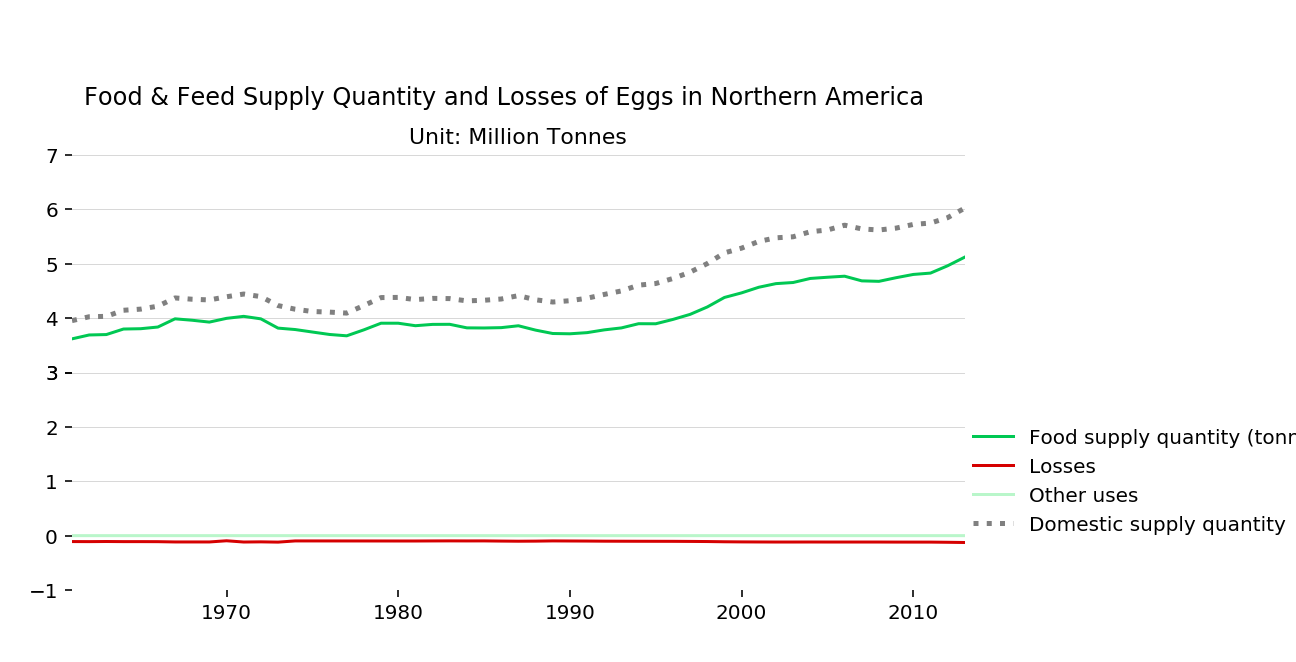 Food & Feed Supply Quantity and Losses of Eggs in Northern America
Unit: Million Tonnes
7
6
5
4
3
2
1
0
−1
1970
1980
1990
2000
2010
Food supply quantity (tonr
Losses
Other uses
Domestic supply quantity